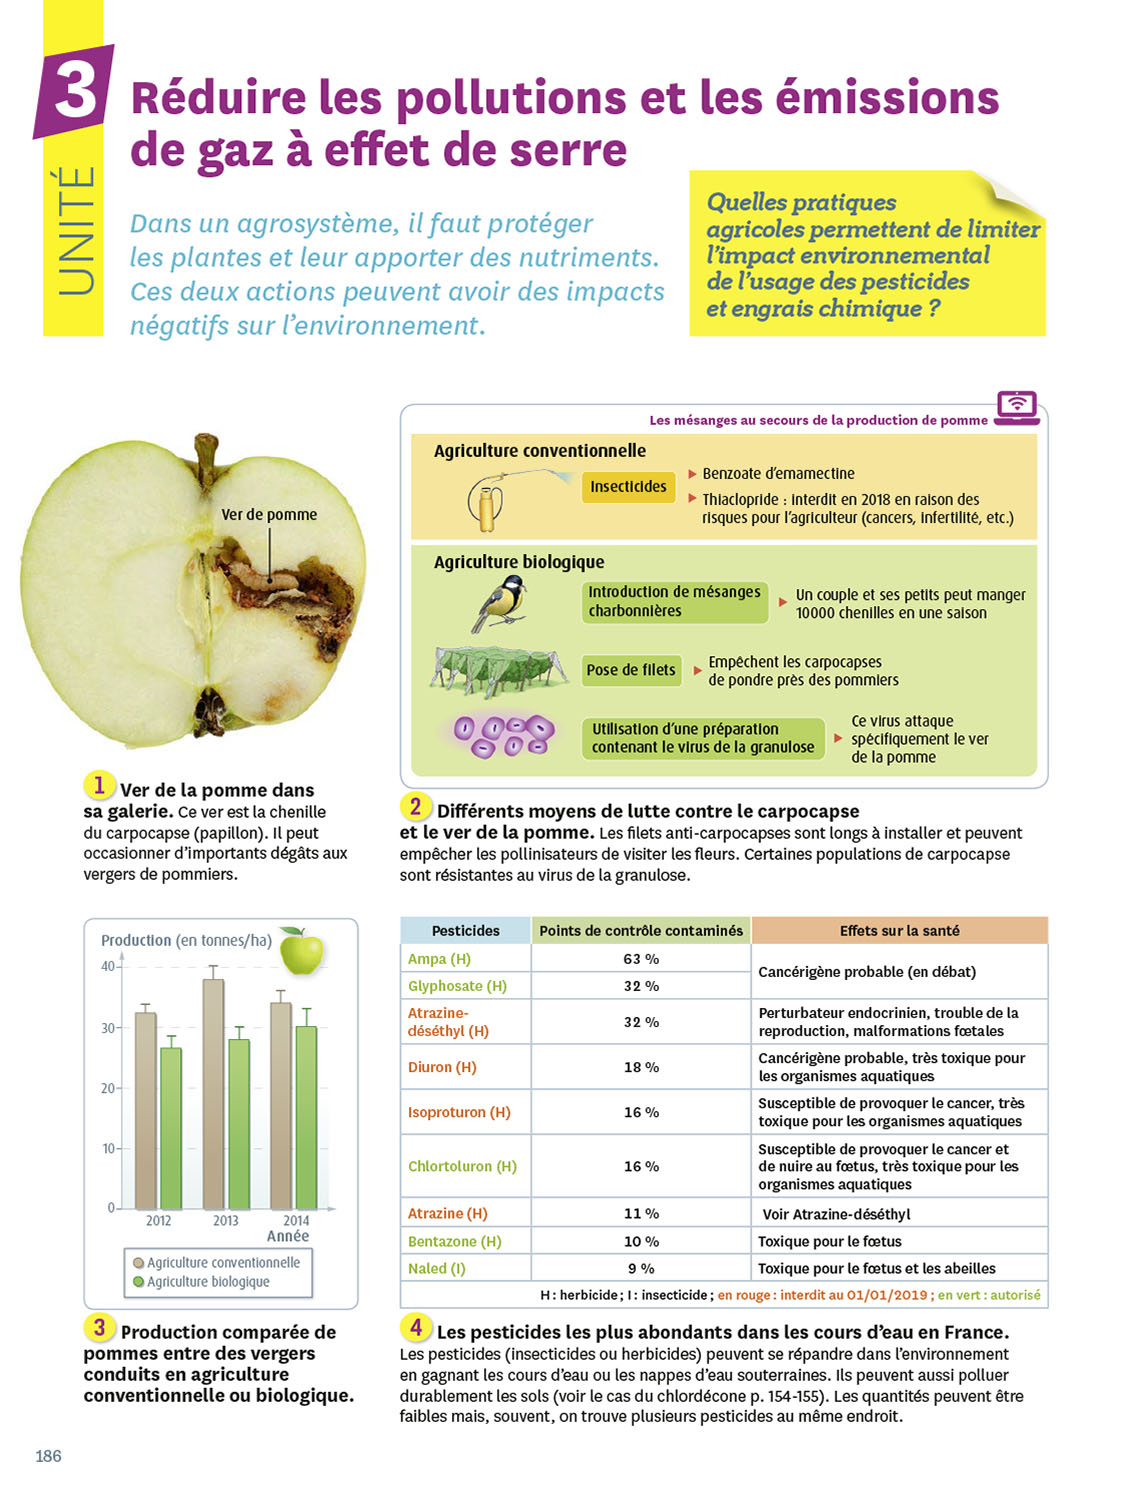 3
UNITÉ
Réduire les pollutions et les émissions
de gaz à effet de serre
Dans un agrosystème, il faut protéger
les plantes et leur apporter des nutriments.
Ces deux actions peuvent avoir des impacts
négatifs sur l'environnement.
Quelles pratiques
agricoles permettent de limiter
l'impact environnemental
de l'usage des pesticides
et engrais chimique ?
Ver de pomme
1 Ver de la pomme dans
sa galerie. Ce ver est la chenille
du carpocapse (papillon). Il peut
occasionner d'importants dégâts aux
vergers de pommiers.
Les mésanges au secours de la production de pomme
Agriculture conventionnelle
Insecticides
Benzoate d'emamectine
Thiaclopride : interdit en 2018 en raison des
risques pour l'agriculteur (cancers, infertilité, etc.)
Agriculture biologique
Introduction de mésanges
charbonnières
Un couple et ses petits peut manger
10000 chenilles en une saison
Pose de filets
Empêchent les carpocapses
de pondre près des pommiers
Utilisation d'une préparation
contenant le virus de la granulose
Ce virus attaque
spécifiquement le ver
de la pomme
2 Différents moyens de lutte contre le carpocapse
et le ver de la pomme. Les filets anti-carpocapses sont longs à installer et peuvent
empêcher les pollinisateurs de visiter les fleurs. Certaines populations de carpocapse
sont résistantes au virus de la granulose.
Production (en tonnes/ha)
40
30
20
10
0
2012 2013 2014
Année
Agriculture conventionnelle
Agriculture biologique
3 Production comparée de
pommes entre des vergers
conduits en agriculture
conventionnelle ou biologique.
Pesticides Points de contrôle contaminés Effets sur la santé
Ampa (H) 63 % Cancérigène probable (en débat)
Glyphosate (H) 32 %
Atrazine-
déséthyl (H) 32 % Perturbateur endocrinien, trouble de la
reproduction, malformations fœtales
Diuron (H) 18 % Cancérigène probable, très toxique pour
les organismes aquatiques
Isoproturon (H) 16 % Susceptible de provoquer le cancer, très
toxique pour les organismes aquatiques
Chlortoluron (H) 16 % Susceptible de provoquer le cancer et
de nuire au fœtus, très toxique pour les
organismes aquatiques
Atrazine (H) 11 % Voir Atrazine-déséthyl
Bentazone (H) 10 % Toxique pour le fœtus
Naled (I) 9 % Toxique pour le fœtus et les abeilles
H : herbicide ; I : insecticide ; en rouge : interdit au 01/01/2019 ; en vert : autorisé
4 Les pesticides les plus abondants dans les cours d'eau en France.
Les pesticides (insecticides ou herbicides) peuvent se répandre dans l'environnement
en gagnant les cours d'eau ou les nappes d'eau souterraines. Ils peuvent aussi polluer
durablement les sols (voir le cas du chlordécone p. 154-155). Les quantités peuvent être
faibles mais, souvent, on trouve plusieurs pesticides au même endroit.
186